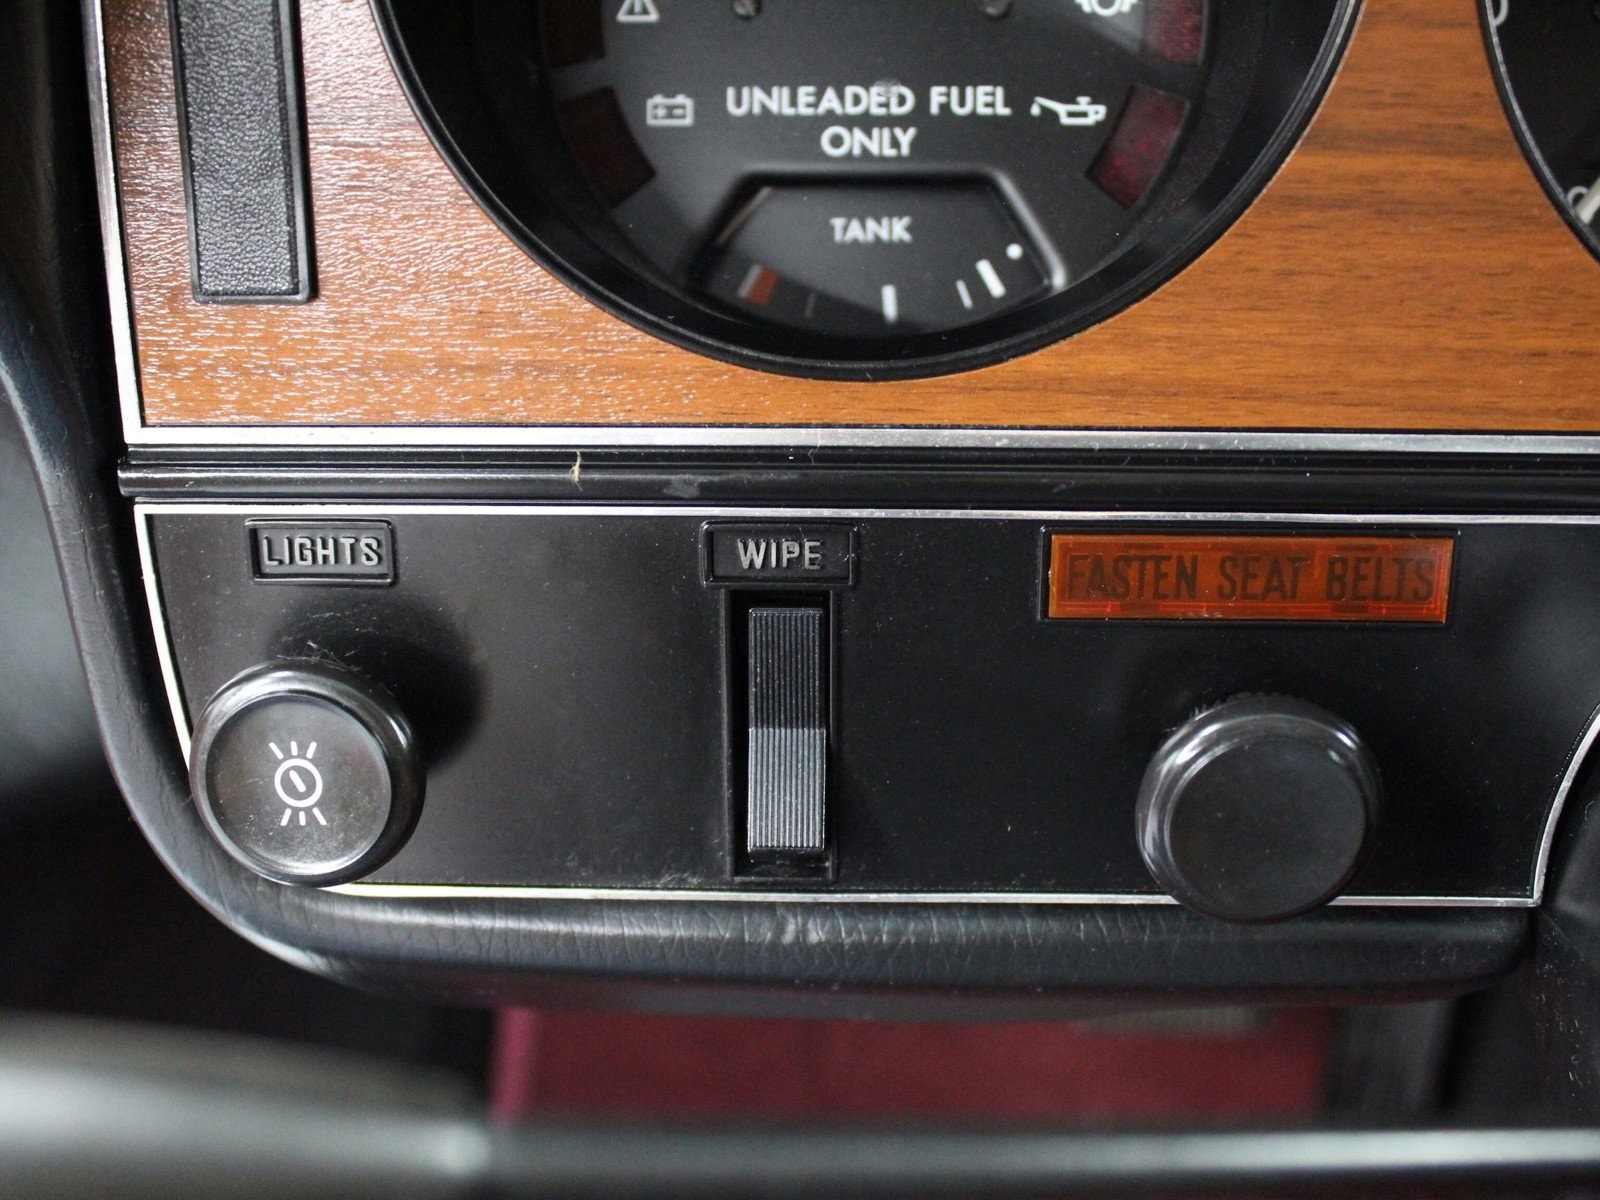 UNLEADED FUEL
ONLY
TANK
LIGHTS
WIPE
FASTEN SEAT BELTS